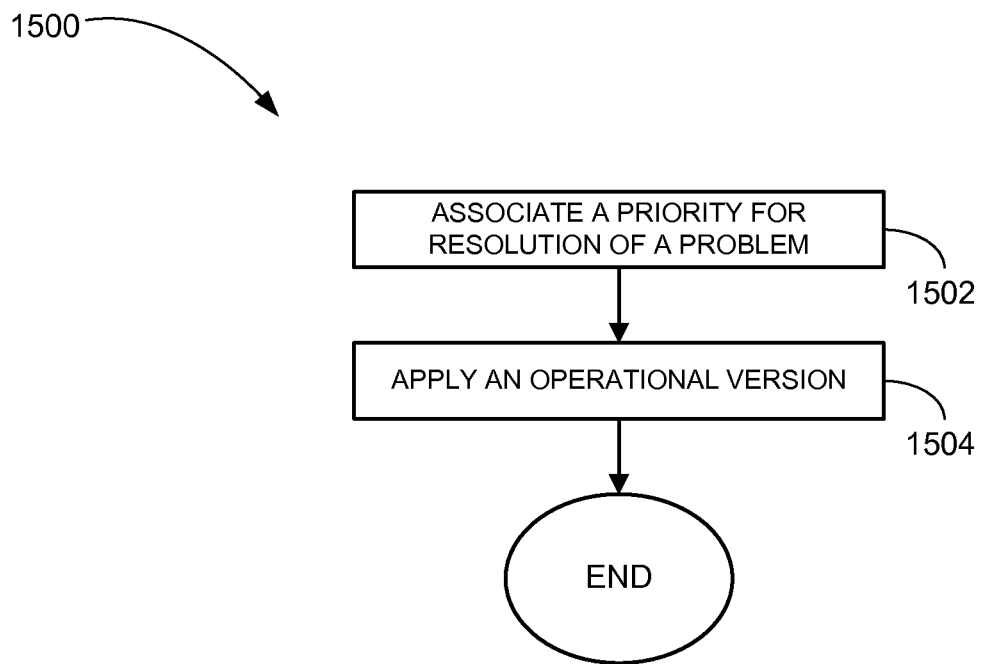 1500
ASSOCIATE A PRIORITY FOR
RESOLUTION OF A PROBLEM
1502
APPLY AN OPERATIONAL VERSION
1504
END